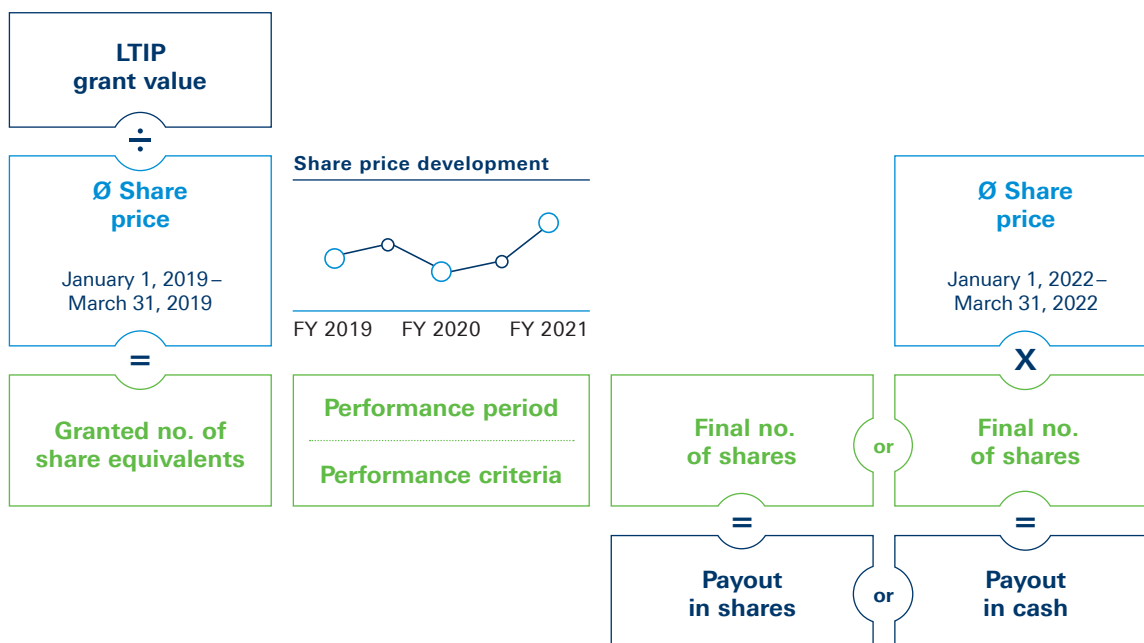 LTIP
grant value
÷
Ø Share
price
January 1, 2019 –
March 31, 2019
=
Granted no. of
share equivalents
Share price development
FY 2019 FY 2020 FY 2021
Performance period
Performance criteria
Ø Share
price
January 1, 2022 –
March 31, 2022
X
Final no.
of shares
or
Final no.
of shares
=
=
Payout
in shares
or
Payout
in cash